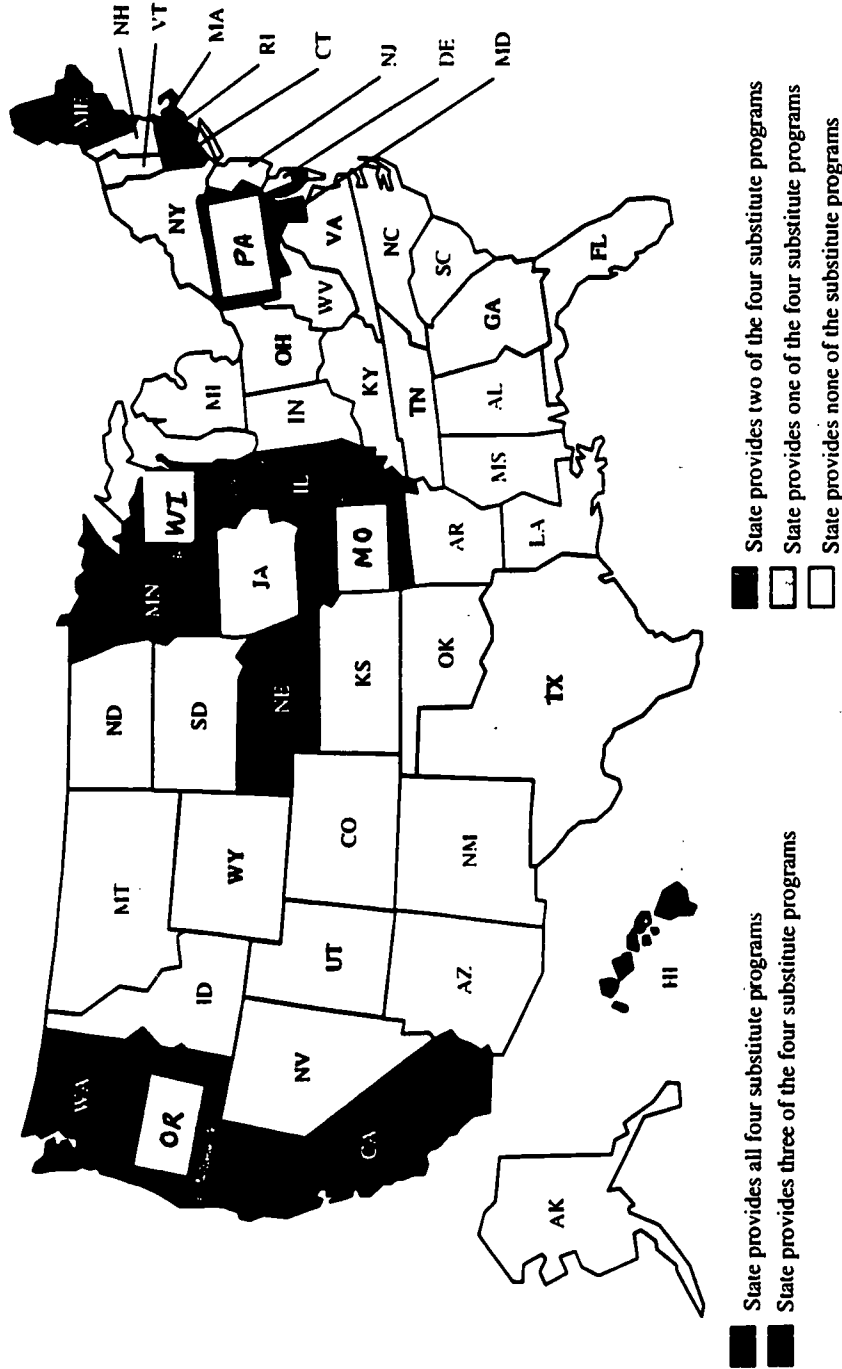 WA
OR
CA
NV
ID
MT
WY
UT
AZ
CO
NM
ND
SD
NE
KS
OK
TX
MN
JA
MO
AR
LA
WI
IL
MS
MI
IN
OH
KY
TN
AL
GA
FL
SC
NC
VA
WV
PA
NY
ME
NH
VT
MA
RI
CT
NJ
DE
MD
AK
HI
State provides all four substitute programs
State provides three of the four substitute programs
State provides two of the four substitute programs
State provides one of the four substitute programs
State provides none of the substitute programs